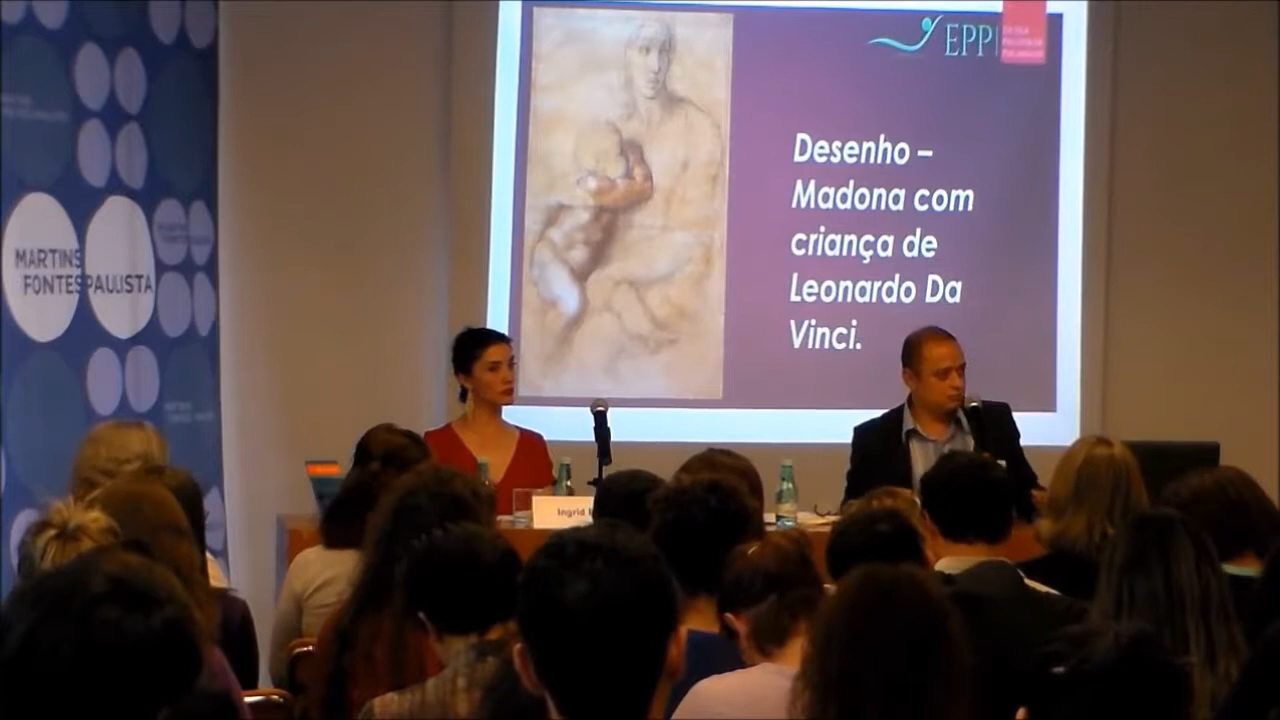 EPP
Desenho –
Madona com
criança de
Leonardo Da
Vinci.
MARTINS
FONTES PAULISTA
Ingrid